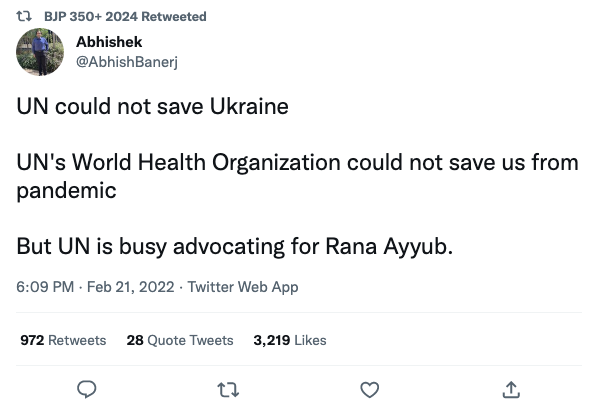 BJP 350+ 2024 Retweeted
Abhishek
@AbhishBanerj
UN could not save Ukraine
UN's World Health Organization could not save us from
pandemic
But UN is busy advocating for Rana Ayyub.
6:09 PM · Feb 21, 2022 · Twitter Web App
972 Retweets 28 Quote Tweets 3,219 Likes